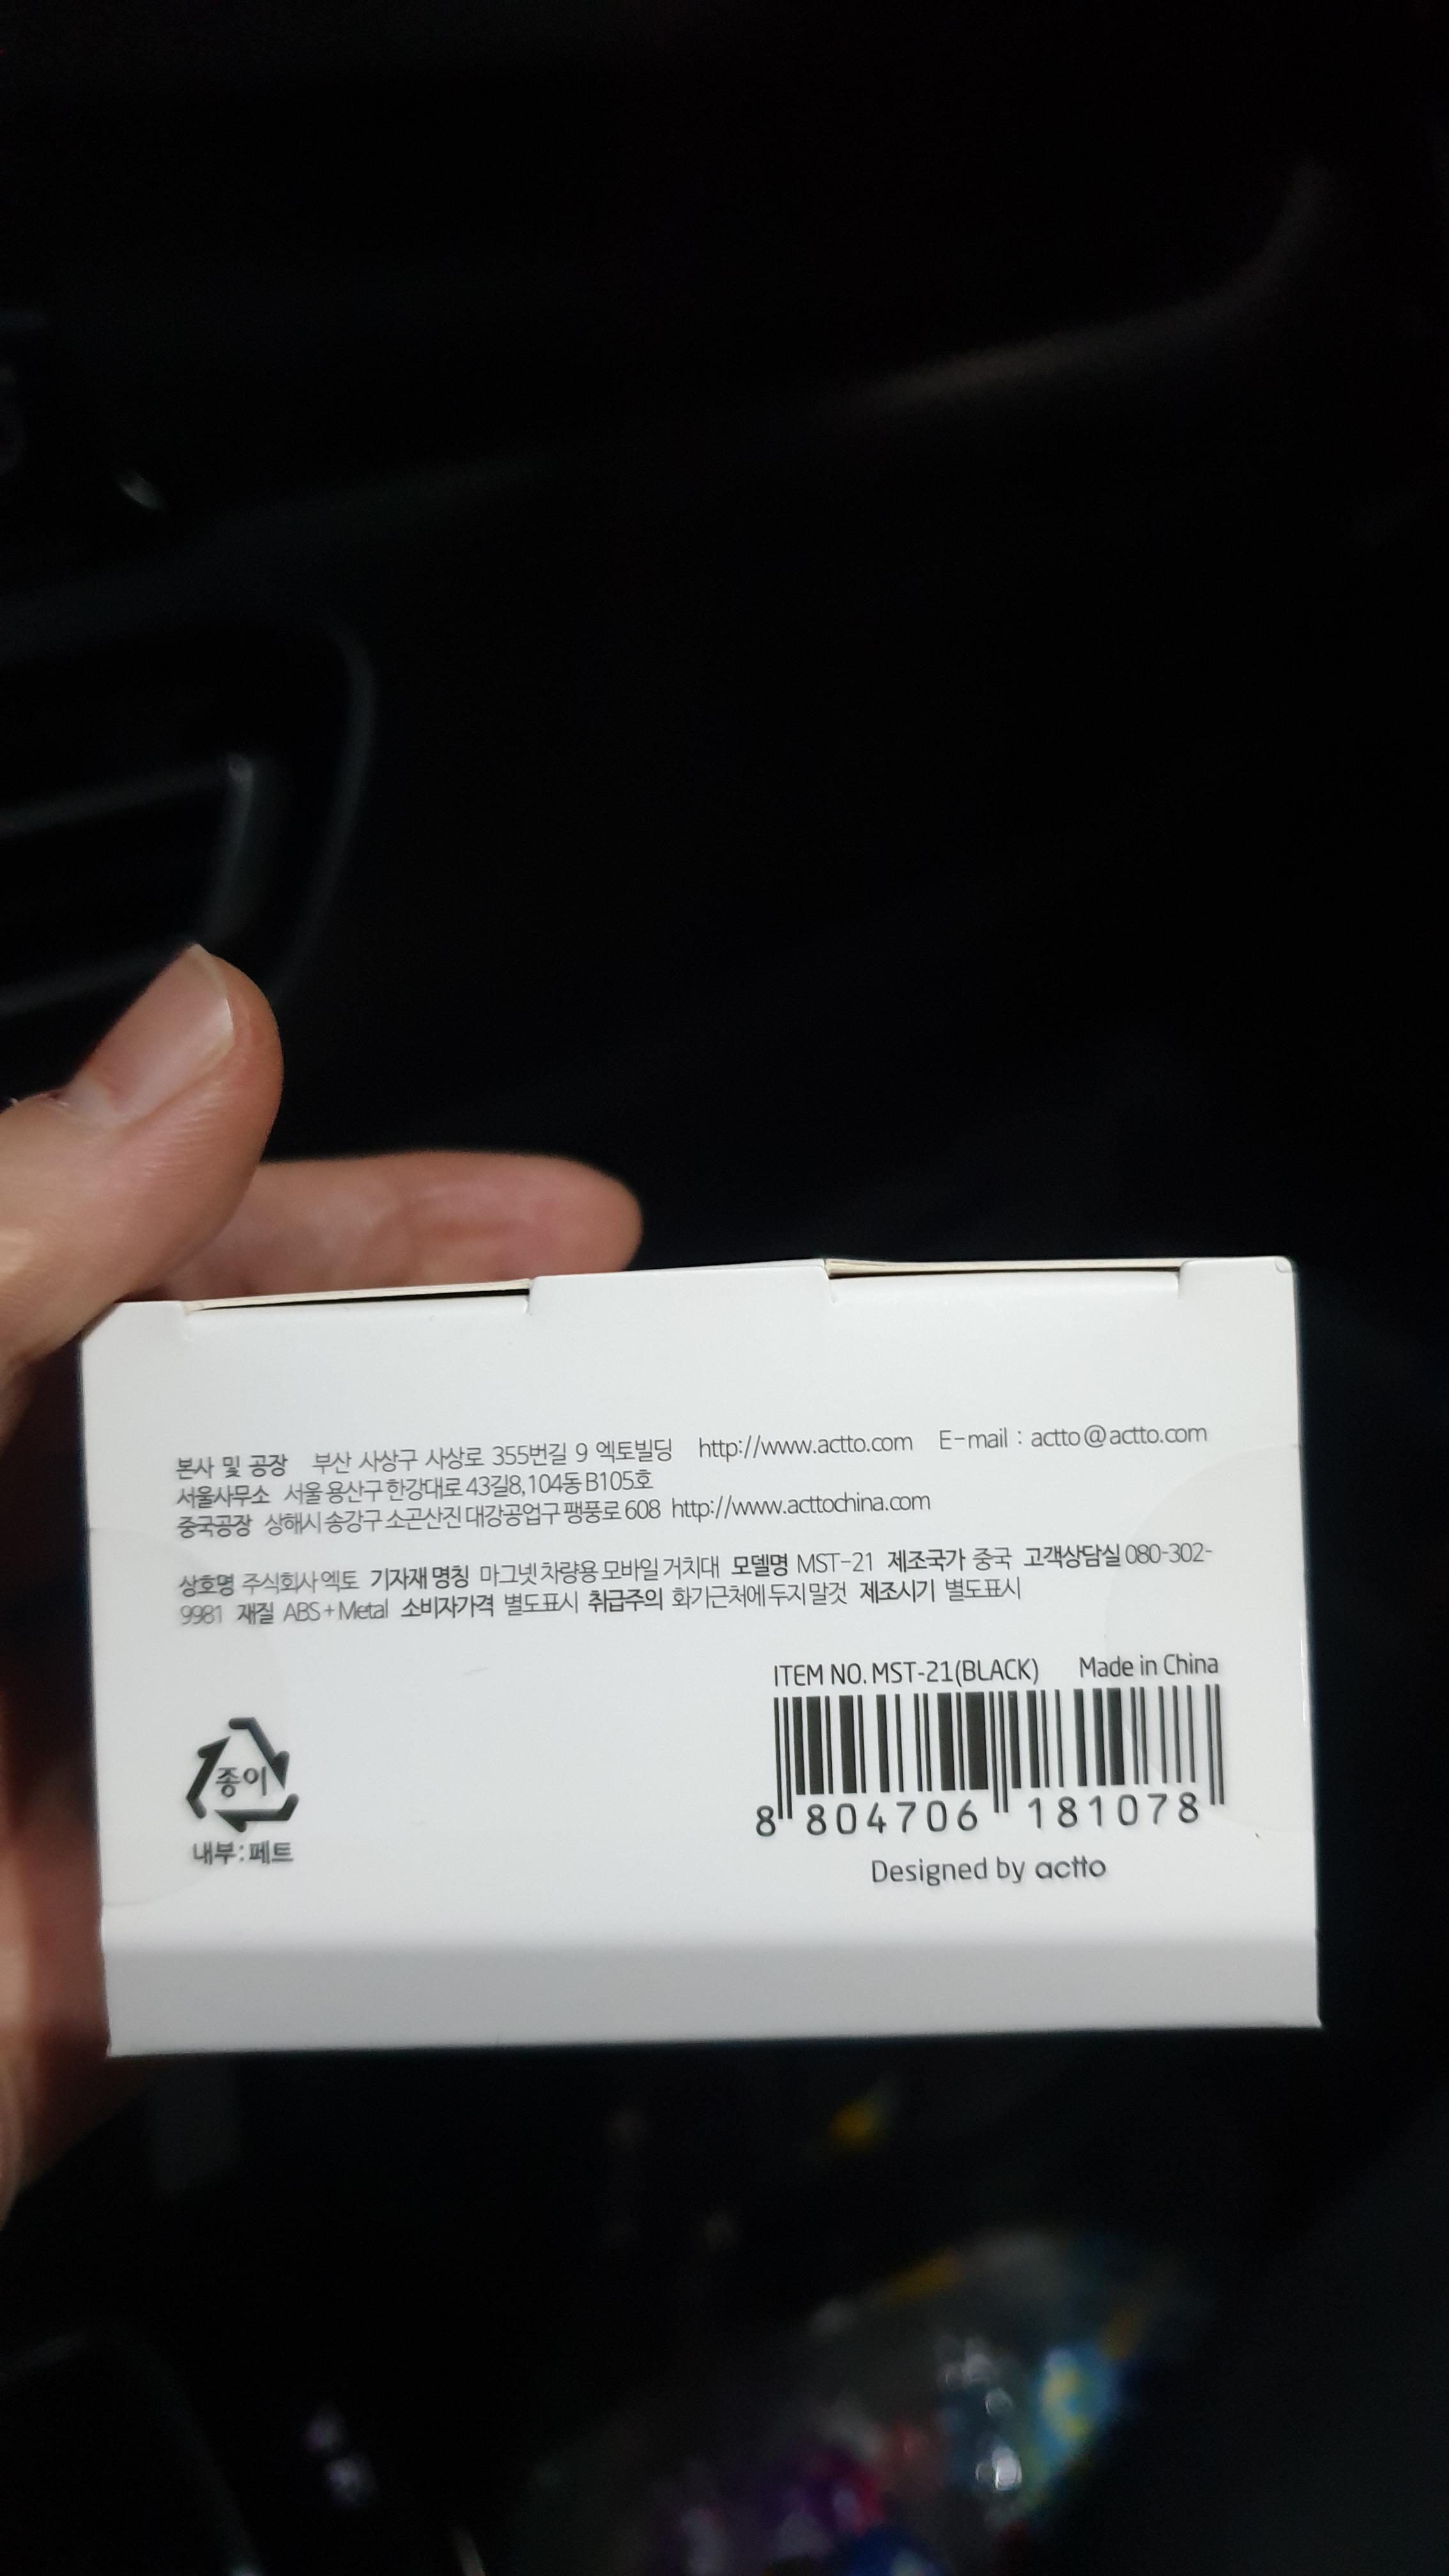 본사 및 공장 부산 사상구 사상로 355번길 9 엑토빌딩 http://www.actto.com E-mail : actto@actto.com
서울사무소 서울 용산구 한강대로 43길8, 104동 B105호
중국공장 상해시 송강구 소곤산진 대강공업구 팽풍로 608 http://www.acttochina.com
상호명 주식회사 엑토 기자재 명칭 마그넷 차량용 모바일 거치대 모델명 MST-21 제조국가 중국 고객상담실 080-302-
9981 재질 ABS+Metal 소비자가격 별도표시 취급주의 화기근처에 두지 말것 제조시기 별도표시
ITEM NO. MST-21(BLACK) Made in China
8 804706 181078
Designed by actto
종이
내부:페트